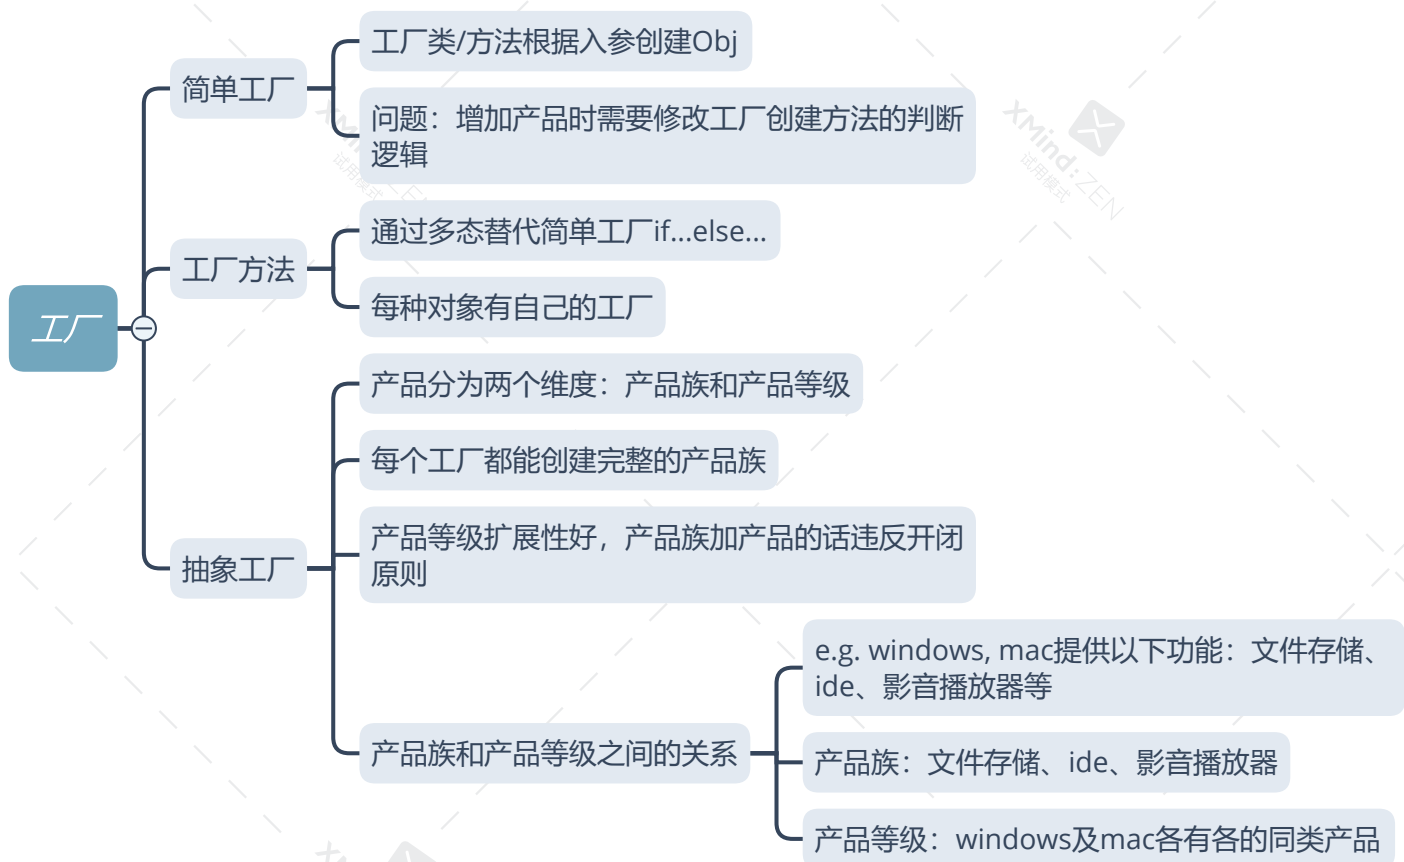 工厂类/方法根据入参创建Obj
简单工厂
问题：增加产品时需要修改工厂创建方法的判断
逻辑
通过多态替代简单工厂if...else...
工厂方法
每种对象有自己的工厂
工厂
产品分为两个维度：产品族和产品等级
每个工厂都能创建完整的产品族
产品等级扩展性好，产品族加产品的话违反开闭
原则
抽象工厂
e.g. windows, mac提供以下功能：文件存储、
ide、影音播放器等
产品族和产品等级之间的关系
产品族：文件存储、ide、影音播放器
产品等级：windows及mac各有各的同类产品
XMind:ZEN
试用模式
XMind:ZEN
试用模式